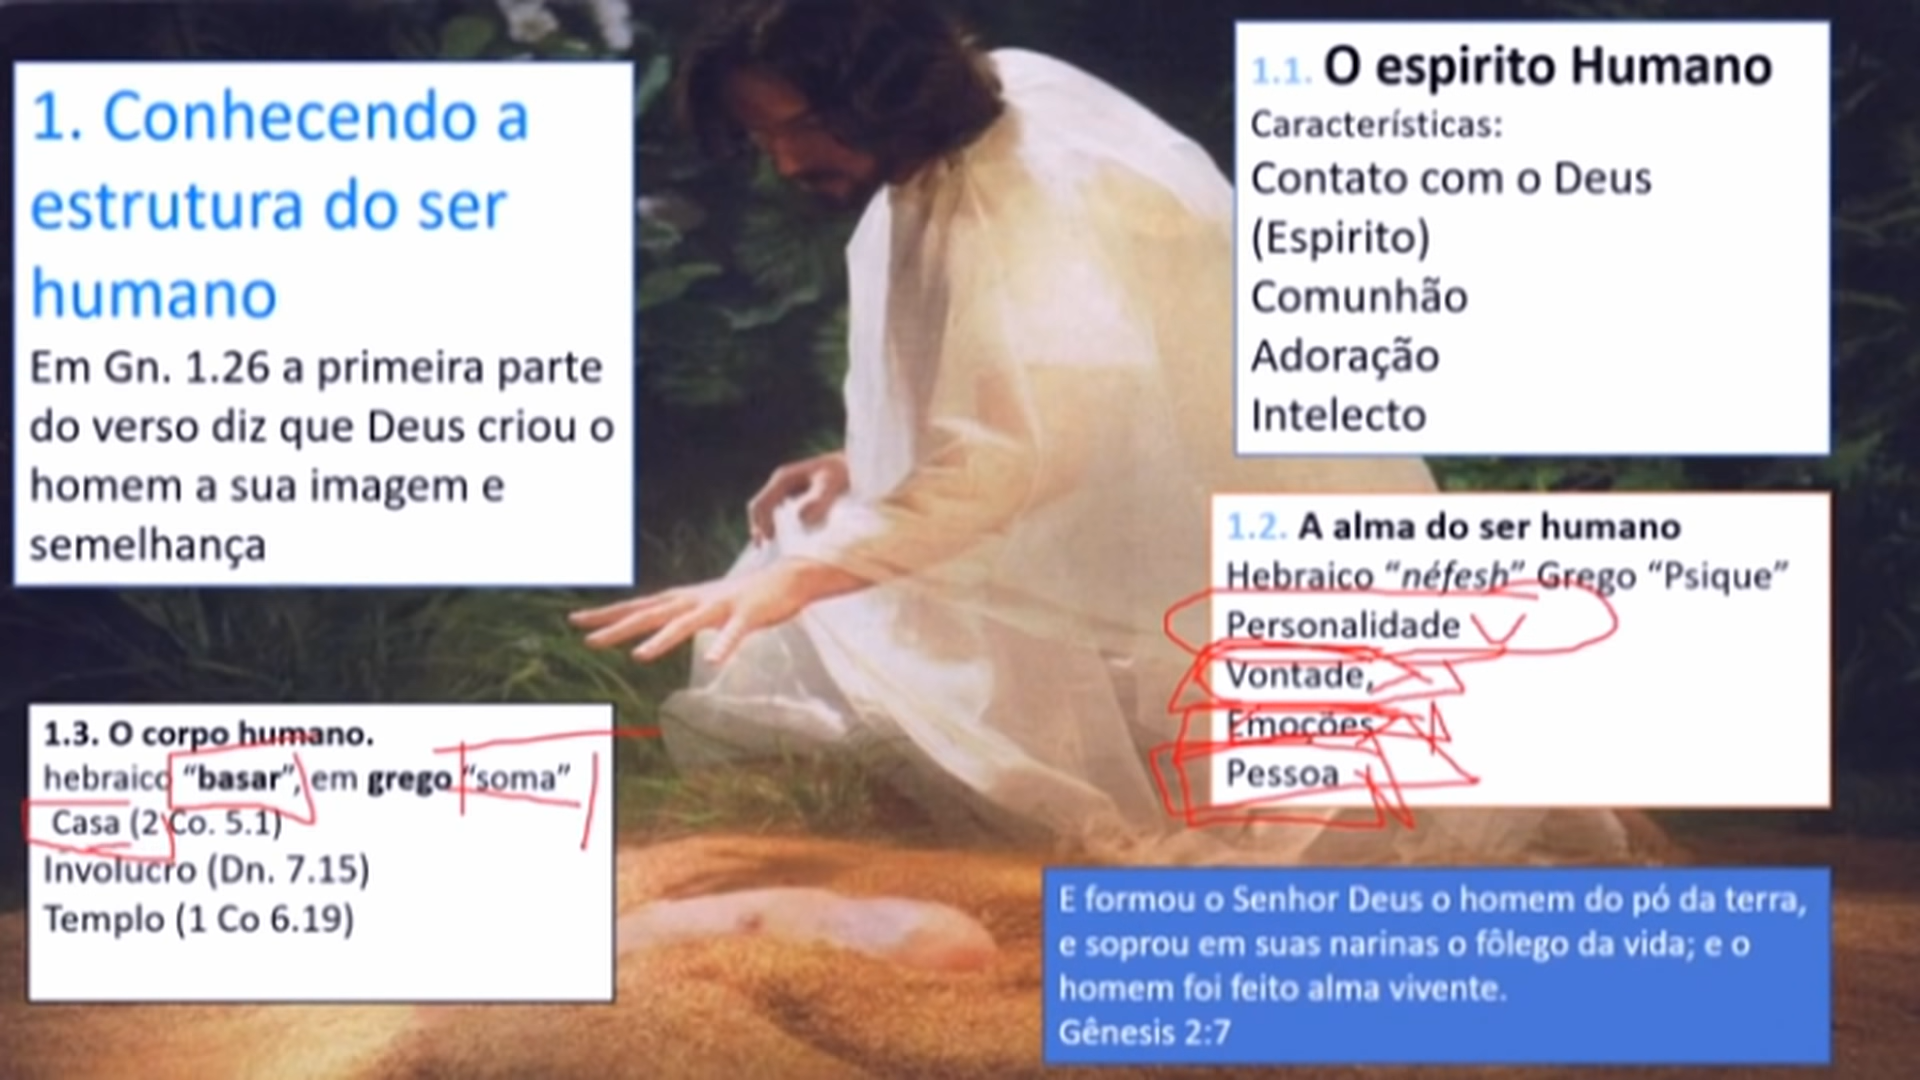 1. Conhecendo a
estrutura do ser
humano
Em Gn. 1.26 a primeira parte
do verso diz que Deus criou o
homem a sua imagem e
semelhança
1.1. O espirito Humano
Características:
Contato com o Deus
(Espirito)
Comunhão
Adoração
Intelecto
1.2. A alma do ser humano
Hebraico “néfesh” Grego “Psique”
Personalidade
Vontade,
Emoções
Pessoa
1.3. O corpo humano.
hebraico “basar”, em grego “soma”
Casa (2 Co. 5.1)
Involucro (Dn. 7.15)
Templo (1 Co 6.19)
E formou o Senhor Deus o homem do pó da terra,
e soprou em suas narinas o fôlego da vida; e o
homem foi feito alma vivente.
Gênesis 2:7